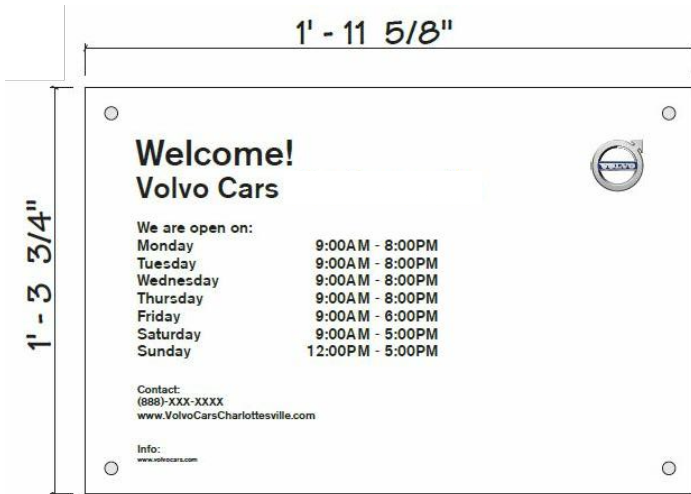 1' - 11 5/8"
1' - 3 3/4"
Welcome!
Volvo Cars
VOLVO
We are open on:
Monday 9:00AM - 8:00PM
Tuesday 9:00AM - 8:00PM
Wednesday 9:00AM - 8:00PM
Thursday 9:00AM - 8:00PM
Friday 9:00AM - 6:00PM
Saturday 9:00AM - 5:00PM
Sunday 12:00PM - 5:00PM
Contact:
(888)-XXX-XXXX
www.VolvoCarsCharlottesville.com
Info:
www.volvocars.com